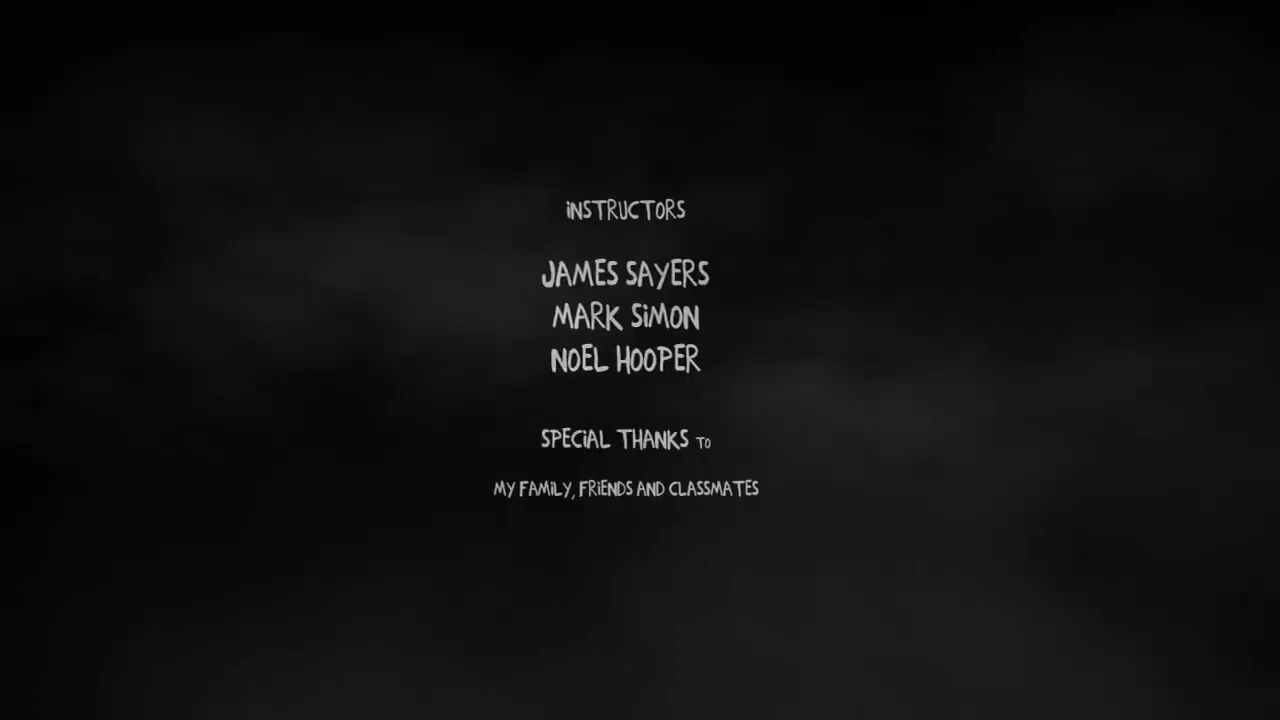 iNSTRUCTORS
JAMES SAYERS
MARK SiMON
NOEL HOOPER
SPECiAL THANKS TO
MY FAMiLY, FRiENDS AND CLASSMATES